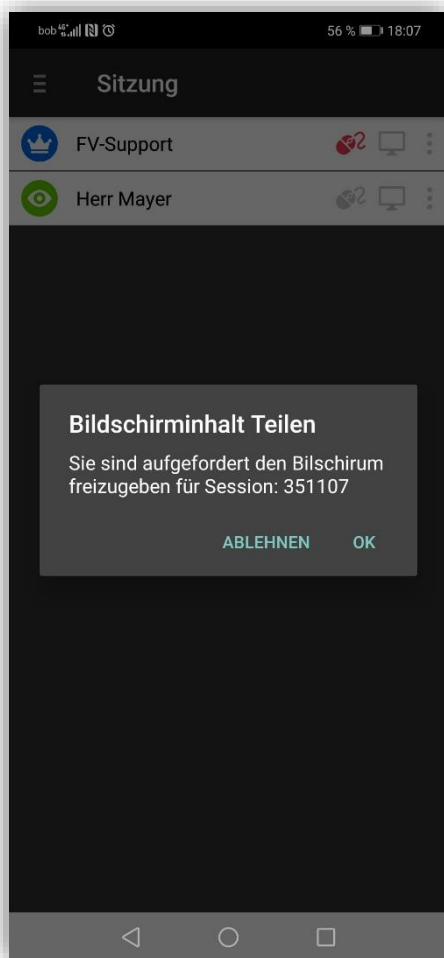 bob 56 % 18:07
Sitzung
FV-Support
Herr Mayer
Bildschirminhalt Teilen
Sie sind aufgefordert den Bilschirum
freizugeben für Session: 351107
ABLEHNEN OK